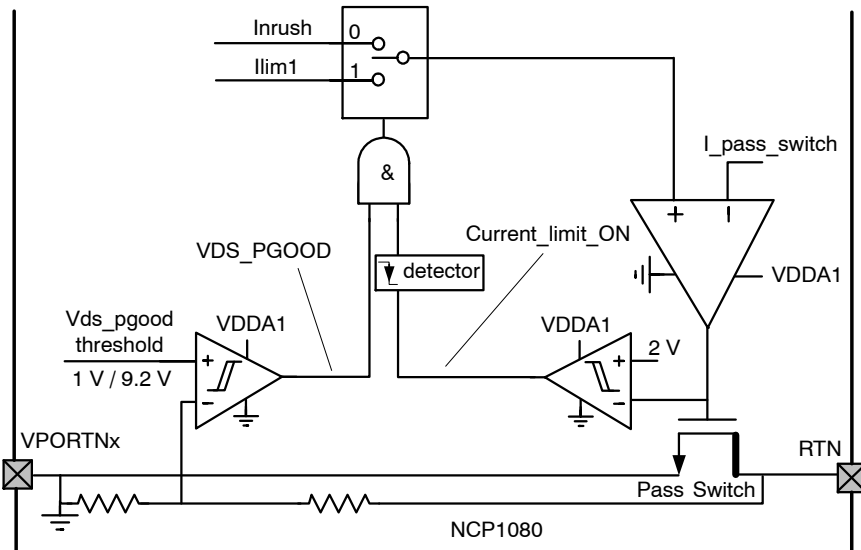 Inrush
0
Ilim1
1
I_pass_switch
&
+
−
Current_limit_ON
VDS_PGOOD
detector
VDDA1
Vds_pgood
threshold
VDDA1
VDDA1
2 V
+
+
1 V / 9.2 V
−
−
VPORTNx
RTN
Pass Switch
NCP1080